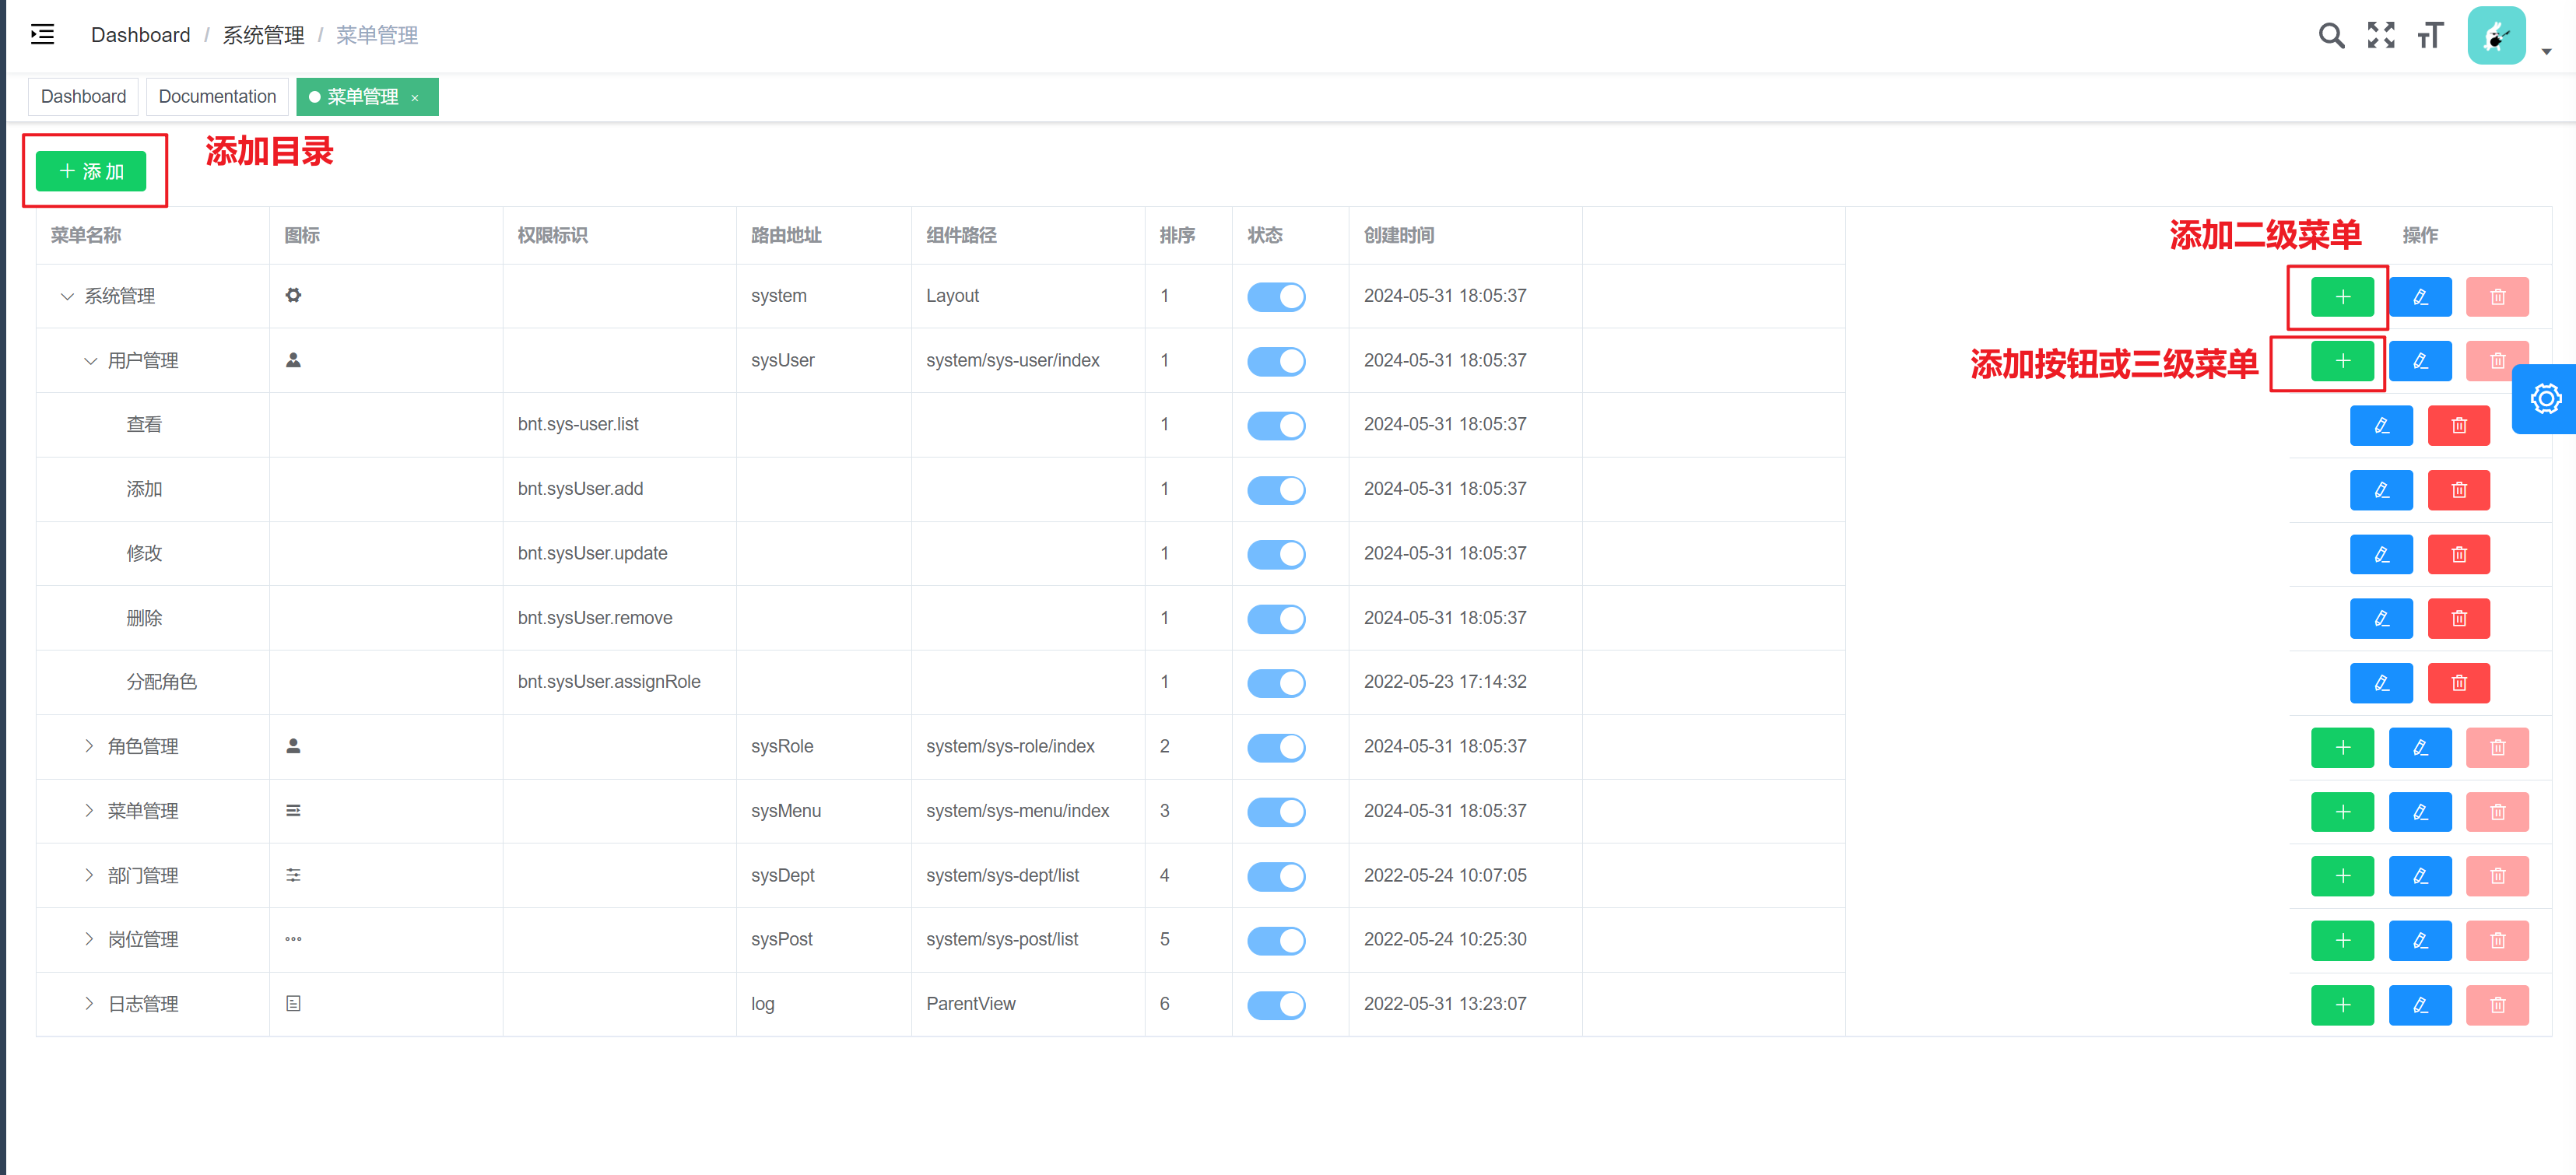 Dashboard / 系统管理 / 菜单管理
Dashboard Documentation 菜单管理 ×
+ 添加 添加目录
菜单名称 图标 权限标识 路由地址 组件路径 排序 状态 创建时间 添加二级菜单 操作
系统管理 system Layout 1 2024-05-31 18:05:37
用户管理 sysUser system/sys-user/index 1 2024-05-31 18:05:37 添加按钮或三级菜单
查看 bnt.sys-user.list 1 2024-05-31 18:05:37
添加 bnt.sysUser.add 1 2024-05-31 18:05:37
修改 bnt.sysUser.update 1 2024-05-31 18:05:37
删除 bnt.sysUser.remove 1 2024-05-31 18:05:37
分配角色 bnt.sysUser.assignRole 1 2022-05-23 17:14:32
角色管理 sysRole system/sys-role/index 2 2024-05-31 18:05:37
菜单管理 sysMenu system/sys-menu/index 3 2024-05-31 18:05:37
部门管理 sysDept system/sys-dept/list 4 2022-05-24 10:07:05
岗位管理 sysPost system/sys-post/list 5 2022-05-24 10:25:30
日志管理 log ParentView 6 2022-05-31 13:23:07